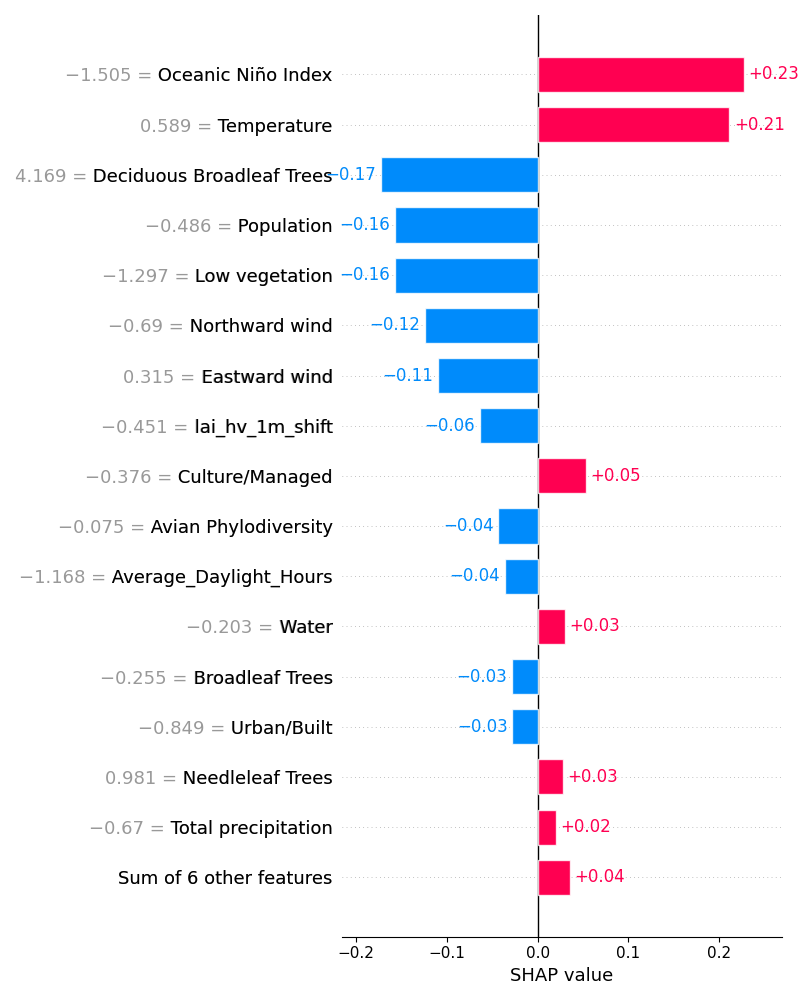 −1.505 = Oceanic Niño Index +0.23
0.589 = Temperature +0.21
4.169 = Deciduous Broadleaf Trees −0.17
−0.486 = Population −0.16
−1.297 = Low vegetation −0.16
−0.69 = Northward wind −0.12
0.315 = Eastward wind −0.11
−0.451 = lai_hv_1m_shift −0.06
−0.376 = Culture/Managed +0.05
−0.075 = Avian Phylodiversity −0.04
−1.168 = Average_Daylight_Hours −0.04
−0.203 = Water +0.03
−0.255 = Broadleaf Trees −0.03
−0.849 = Urban/Built −0.03
0.981 = Needleleaf Trees +0.03
−0.67 = Total precipitation +0.02
Sum of 6 other features +0.04
−0.2 −0.1 0.0 0.1 0.2
SHAP value